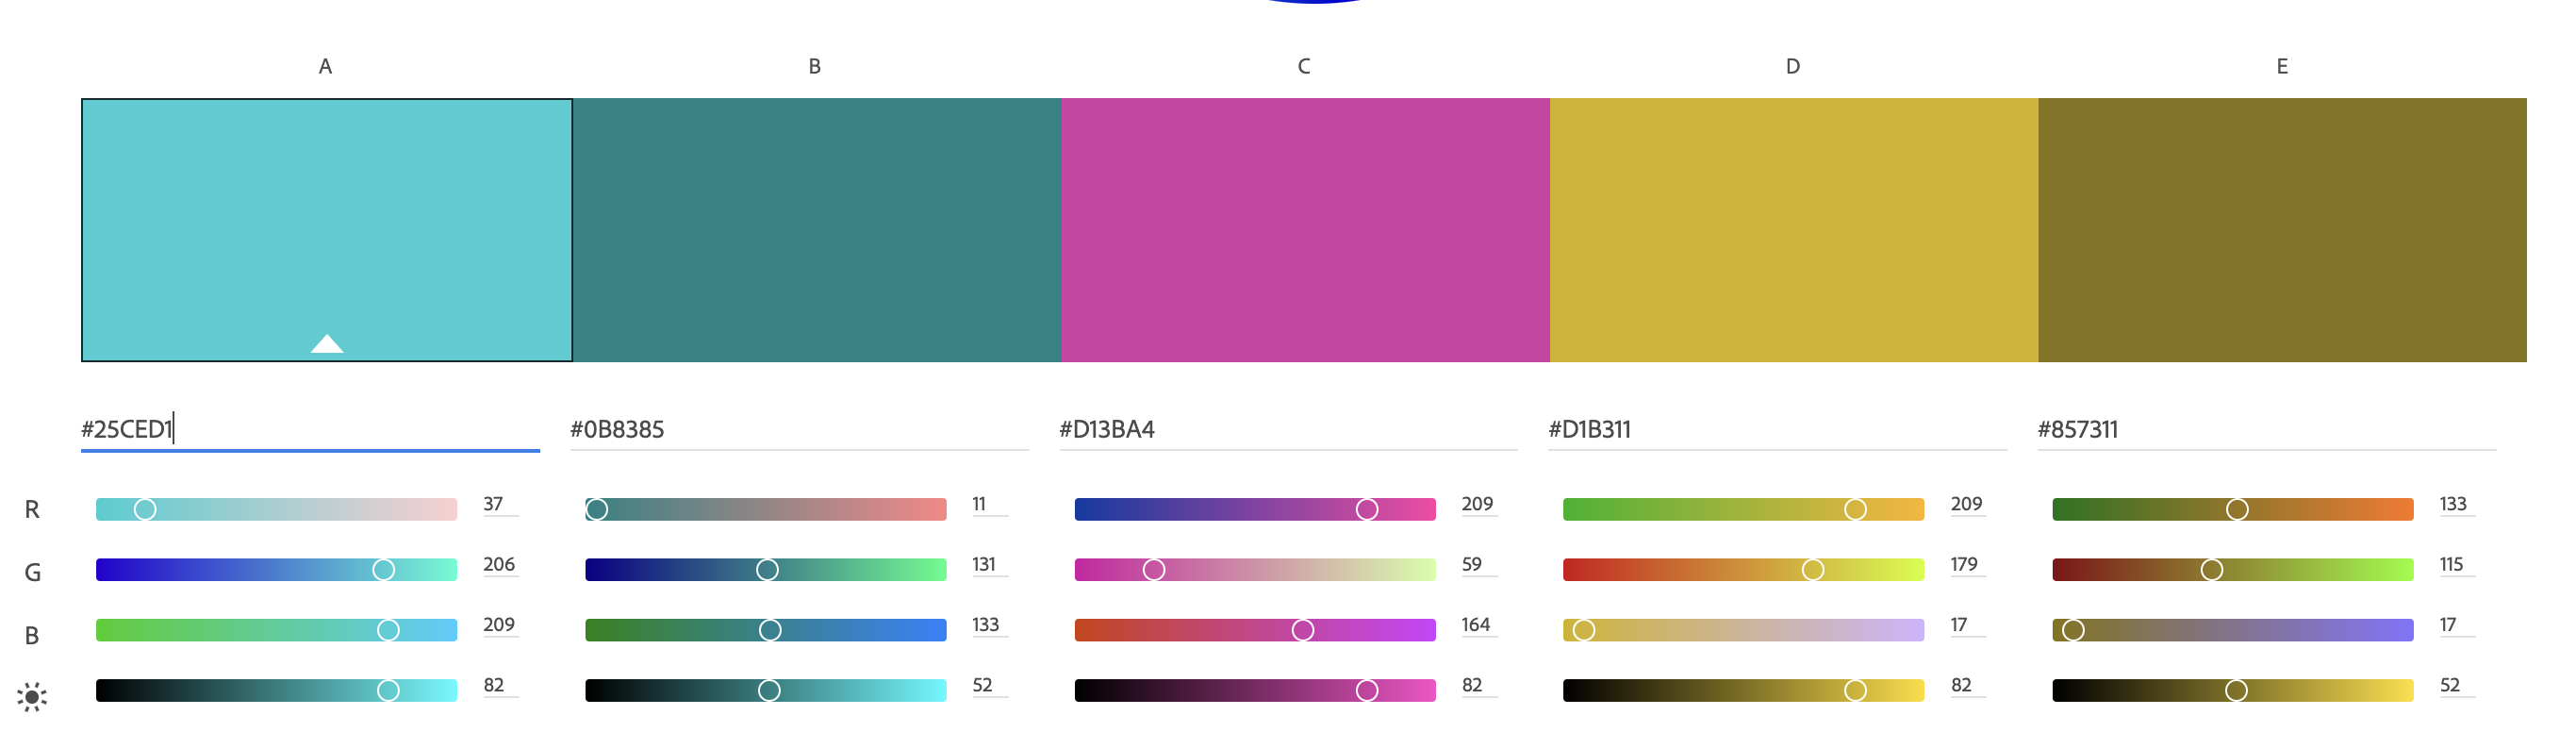 A B C D E
#25CED1 #0B8385 #D13BA4 #D1B311 #857311
R 37 11 209 209 133
G 206 131 59 179 115
B 209 133 164 17 17
82 52 82 82 52